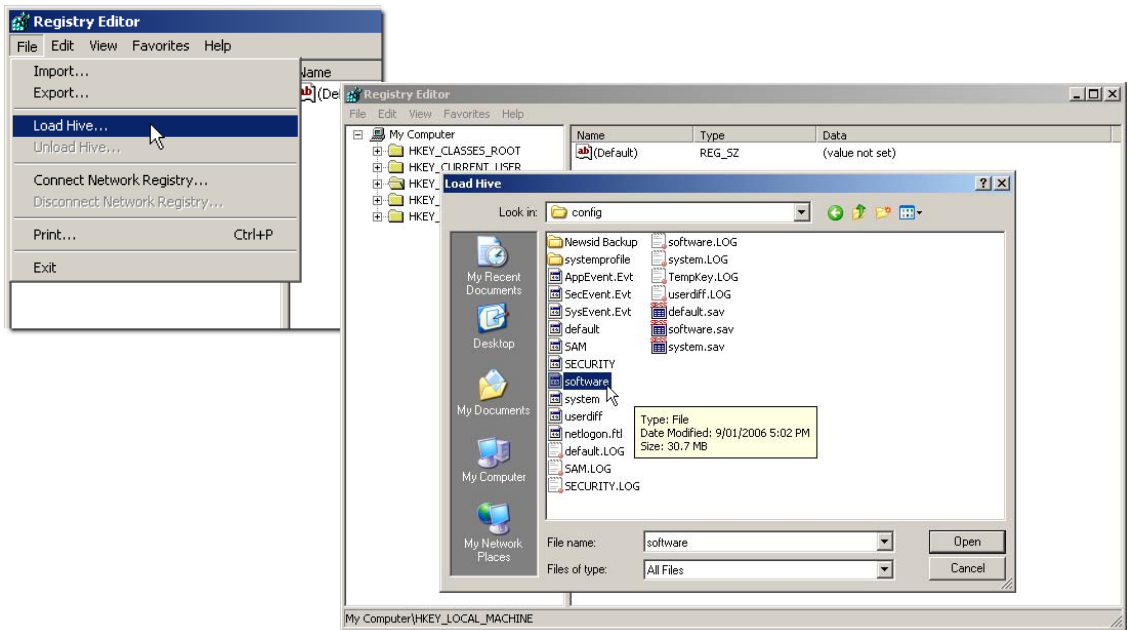 Registry Editor
File Edit View Favorites Help
Import...
Export...
Load Hive...
Unload Hive...
Connect Network Registry...
Disconnect Network Registry...
Print... Ctrl+P
Exit
Name
ab (De
Registry Editor
File Edit View Favorites Help
My Computer
HKEY_CLASSES_ROOT
HKEY_CURRENT_USER
HKEY_
HKEY_
HKEY_
Name Type Data
ab (Default) REG_SZ (value not set)
Load Hive
Look in: config
My Recent
Documents
Desktop
My Documents
My Computer
My Network
Places
Newsid Backup
systemprofile
AppEvent.Evt
SecEvent.Evt
SysEvent.Evt
default
SAM
SECURITY
software
system
userdiff
netlogon.ftl
default.LOG
SAM.LOG
SECURITY.LOG
software.LOG
system.LOG
TempKey.LOG
userdiff.LOG
default.sav
software.sav
system.sav
Type: File
Date Modified: 9/01/2006 5:02 PM
Size: 30.7 MB
File name: software Open
Files of type: All Files Cancel
My Computer\HKEY_LOCAL_MACHINE